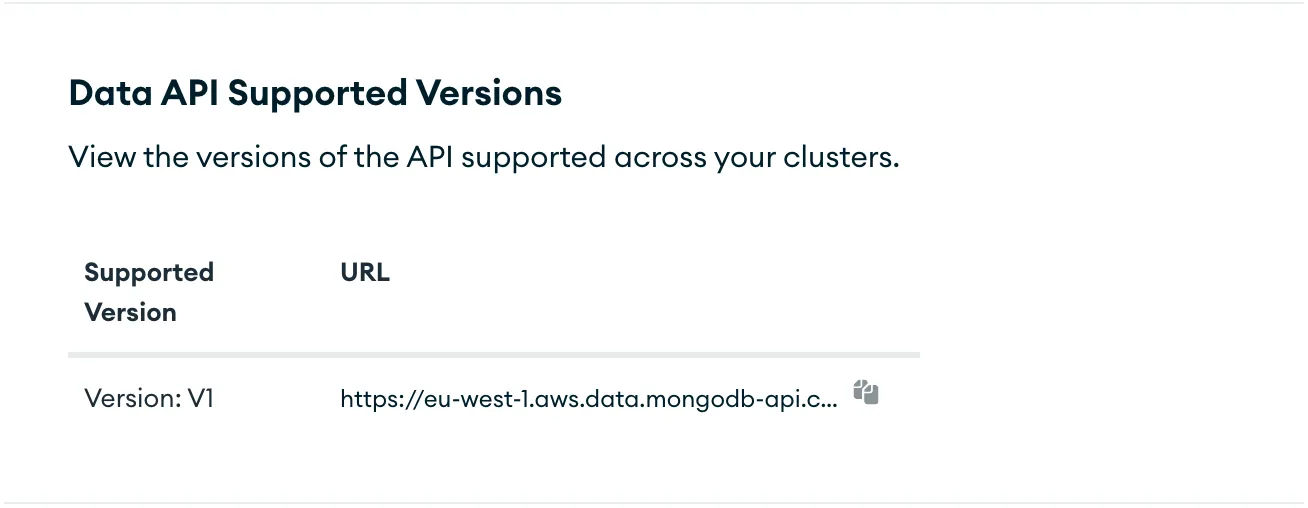 Data API Supported Versions
View the versions of the API supported across your clusters.
Supported URL
Version
Version: V1 https://eu-west-1.aws.data.mongodb-api.c...